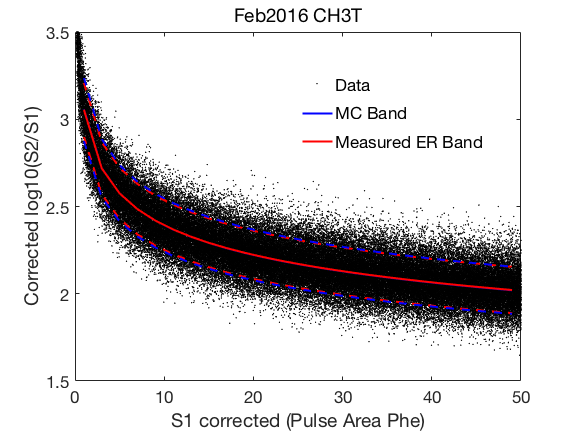 Feb2016 CH3T
3.5
3
2.5
2
1.5
Corrected log10(S2/S1)
Data
MC Band
Measured ER Band
0 10 20 30 40 50
S1 corrected (Pulse Area Phe)